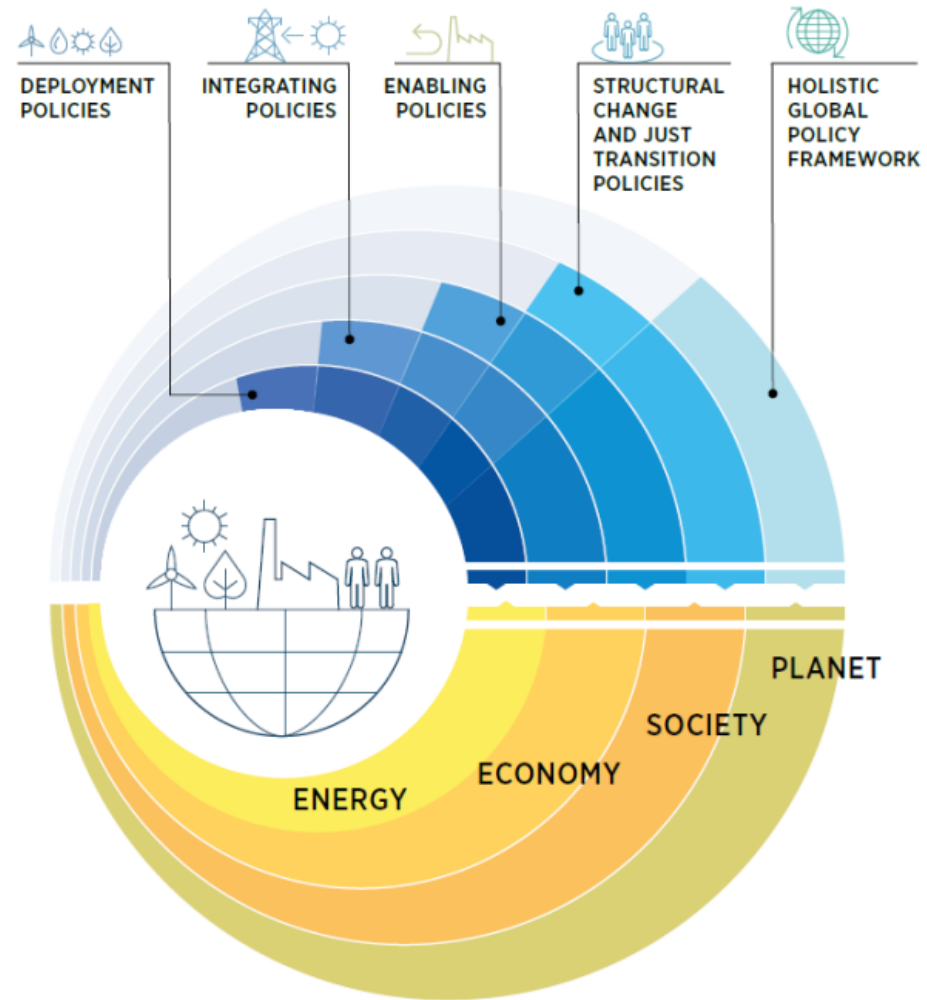 DEPLOYMENT
POLICIES
INTEGRATING
POLICIES
ENABLING
POLICIES
STRUCTURAL
CHANGE
AND JUST
TRANSITION
POLICIES
HOLISTIC
GLOBAL
POLICY
FRAMEWORK
PLANET
SOCIETY
ECONOMY
ENERGY